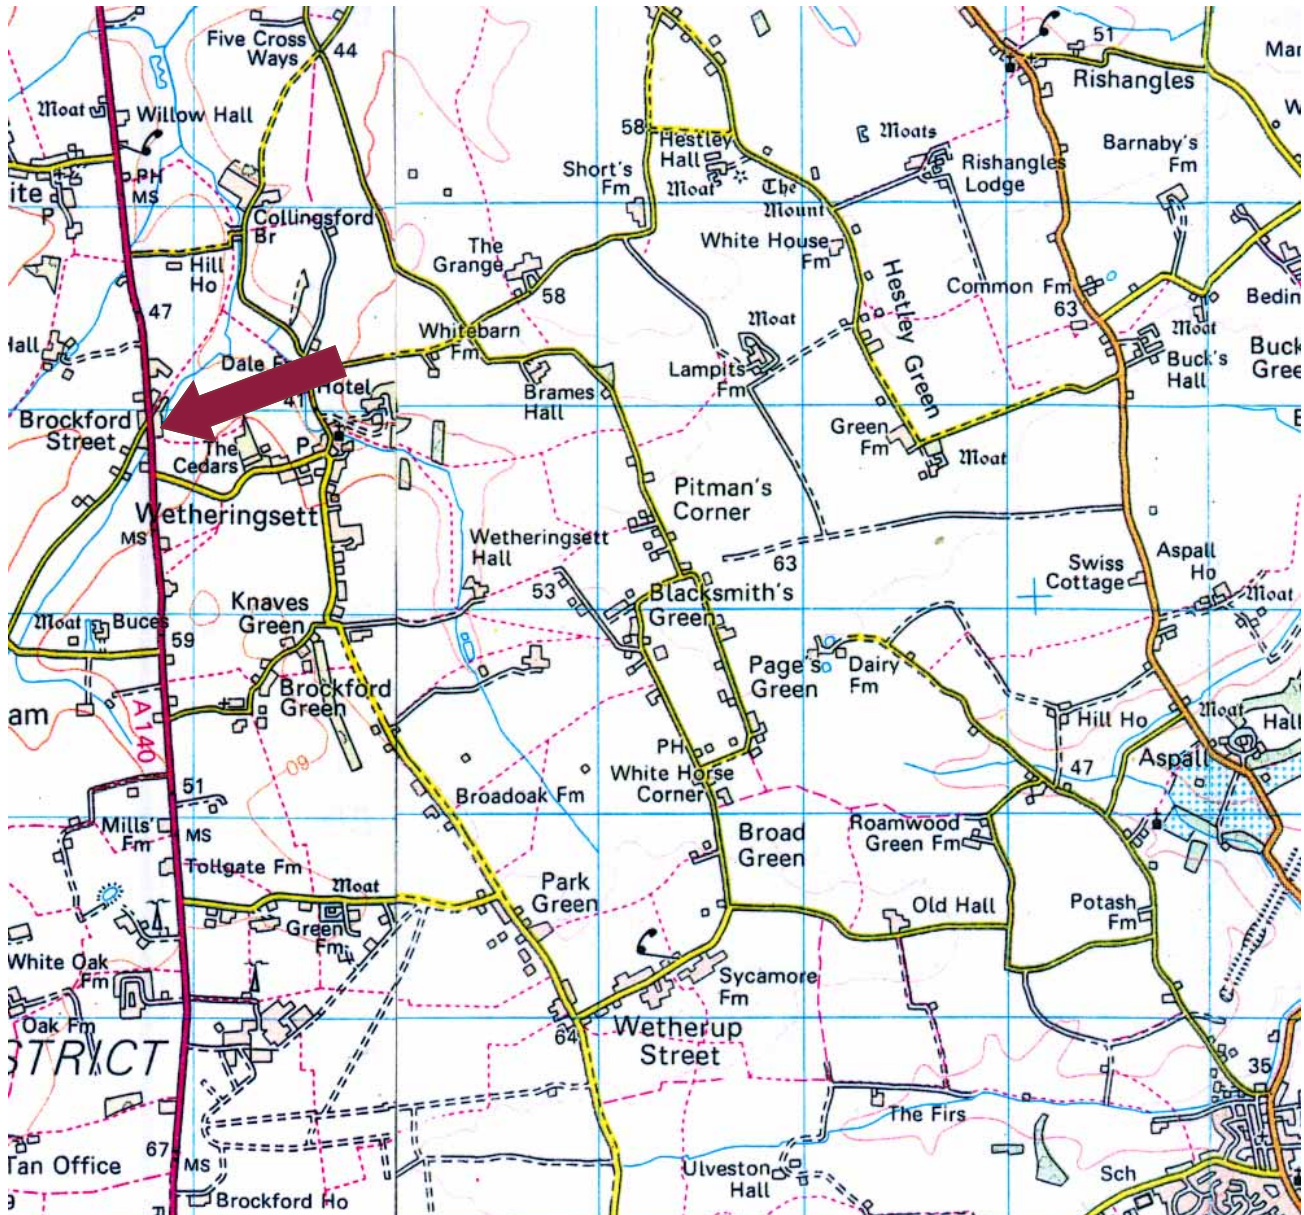 Five Cross
Ways
44
51
Rishangles
Mar
Moat
Willow Hall
58
Hestley
Hall
Moat
Moats
Rishangles
Lodge
Barnaby's
Fm
W
ite
P
PH
MS
Short's
Fm
The
Mount
Collingsford
Br
The
Grange
White House
Fm
Hill
Ho
58
Hestley Green
Common Fm
63
Bedin
47
Moat
Moat
Hall
Whitebarn
Fm
Dale F
Hotel
41
Lampits
Fm
Buck's
Hall
Buck
Gree
Brames
Hall
Brockford
Street
The
Cedars
P
Green
Fm
Moat
E
Wetheringsett
MS
Pitman's
Corner
Wetheringsett
Hall
53
63
Swiss
Cottage
Aspall
Ho
Moat
Blacksmith's
Green
Knaves
Green
Moat
Buces
59
Page's
Green
Dairy
Fm
Brockford
Green
am
A 140
60
Hill Ho
Moat
Hall
PH
White Horse
Corner
47
Aspall
51
Broadoak Fm
Mills'
Fm
MS
Broad
Green
Roamwood
Green Fm
Tollgate Fm
Moat
Park
Green
Old Hall
Potash
Fm
Green
Fm
White Oak
Fm
Sycamore
Fm
Oak Fm
STRICT
64
Wetherup
Street
35
The Firs
67
MS
Tan Office
Brockford Ho
Ulveston
Hall
Sch
9